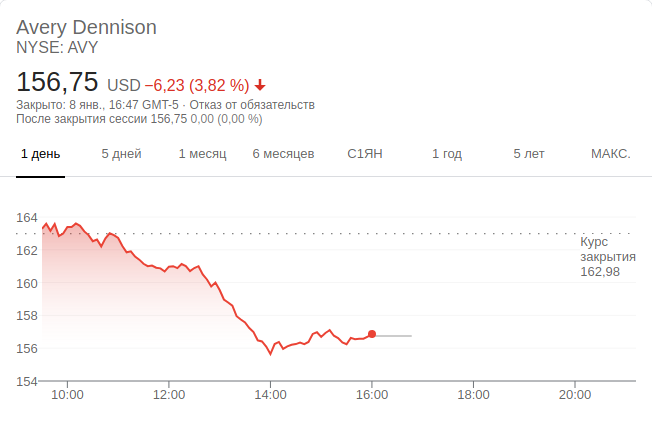 Avery Dennison
NYSE: AVY
156,75 USD −6,23 (3,82 %)
Закрыто: 8 янв., 16:47 GMT-5 · Отказ от обязательств
После закрытия сессии 156,75 0,00 (0,00 %)
1 день 5 дней 1 месяц 6 месяцев С1ЯН 1 год 5 лет МАКС.
164
162
160
158
156
154
Курс
закрытия
162,98
10:00 12:00 14:00 16:00 18:00 20:00